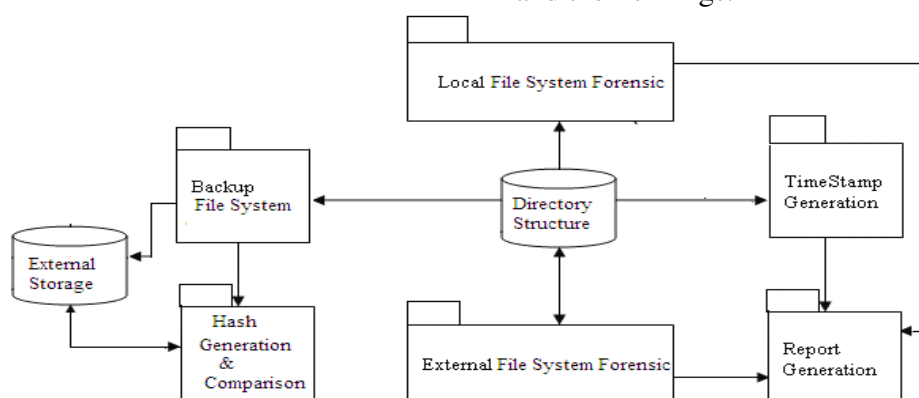 Local File System Forensic
Backup
File System
Directory
Structure
TimeStamp
Generation
External
Storage
Hash
Generation
&
Comparison
External File System Forensic
Report
Generation